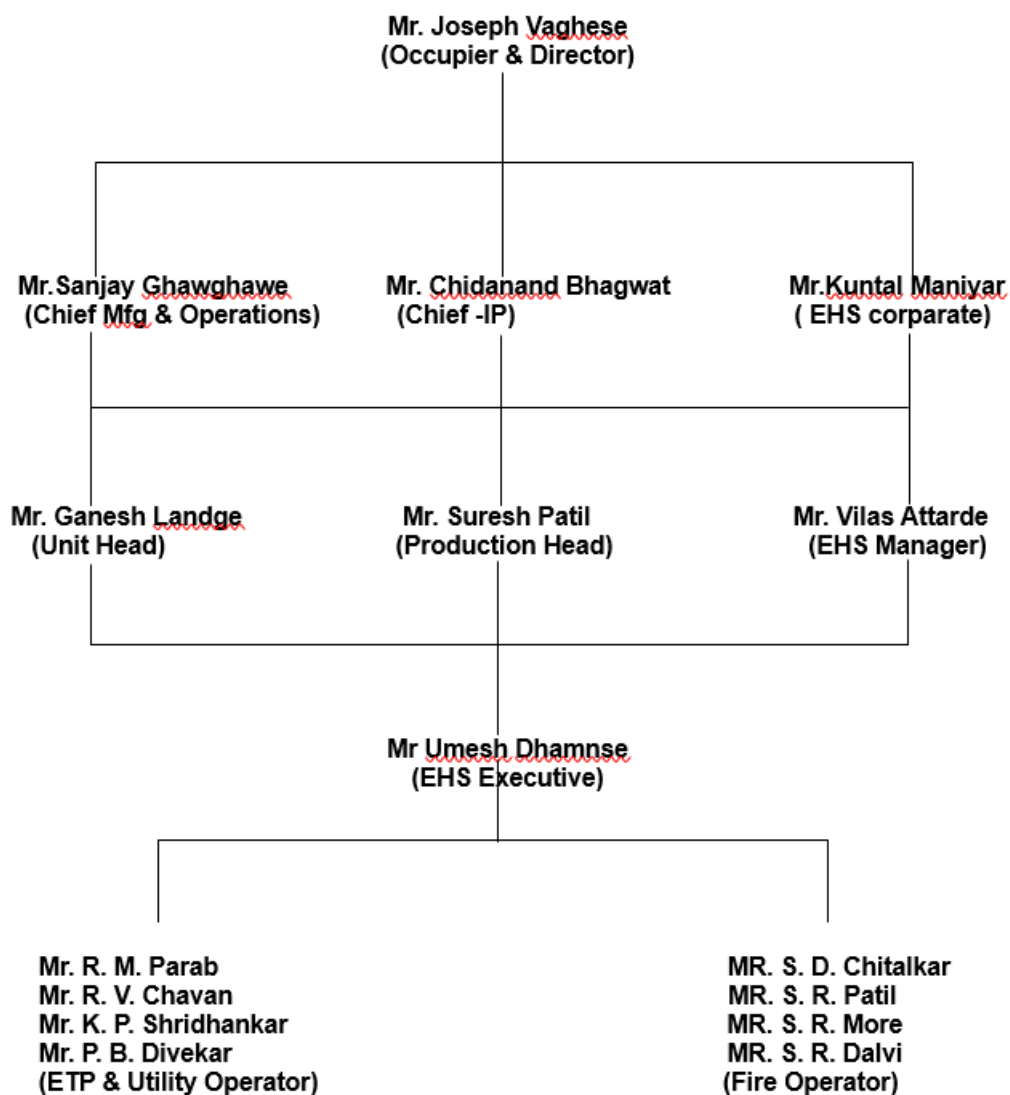 Mr. Joseph Vaghese
(Occupier & Director)
Mr.Sanjay Ghawghawe
(Chief Mfg & Operations)
Mr. Chidanand Bhagwat
(Chief -IP)
Mr.Kuntal Maniyar
( EHS corparate)
Mr. Ganesh Landge
(Unit Head)
Mr. Suresh Patil
(Production Head)
Mr. Vilas Attarde
(EHS Manager)
Mr Umesh Dhamnse
(EHS Executive)
Mr. R. M. Parab
Mr. R. V. Chavan
Mr. K. P. Shridhankar
Mr. P. B. Divekar
(ETP & Utility Operator)
MR. S. D. Chitalkar
MR. S. R. Patil
MR. S. R. More
MR. S. R. Dalvi
(Fire Operator)